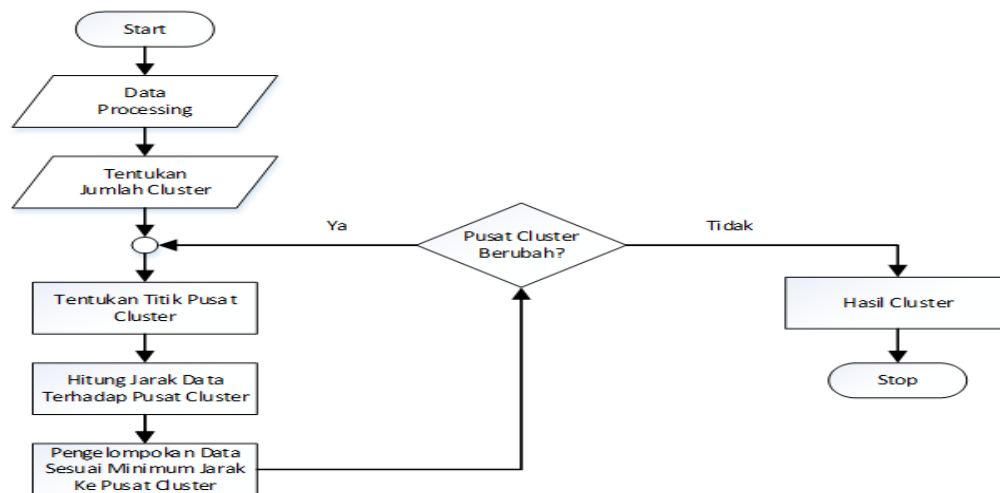 Start
Data
Processing
Tentukan
Jumlah Cluster
Ya
Pusat Cluster
Berubah?
Tidak
Tentukan Titik Pusat
Cluster
Hasil Cluster
Hitung Jarak Data
Terhadap Pusat Cluster
Stop
Pengelompokan Data
Sesuai Minimum Jarak
Ke Pusat Cluster